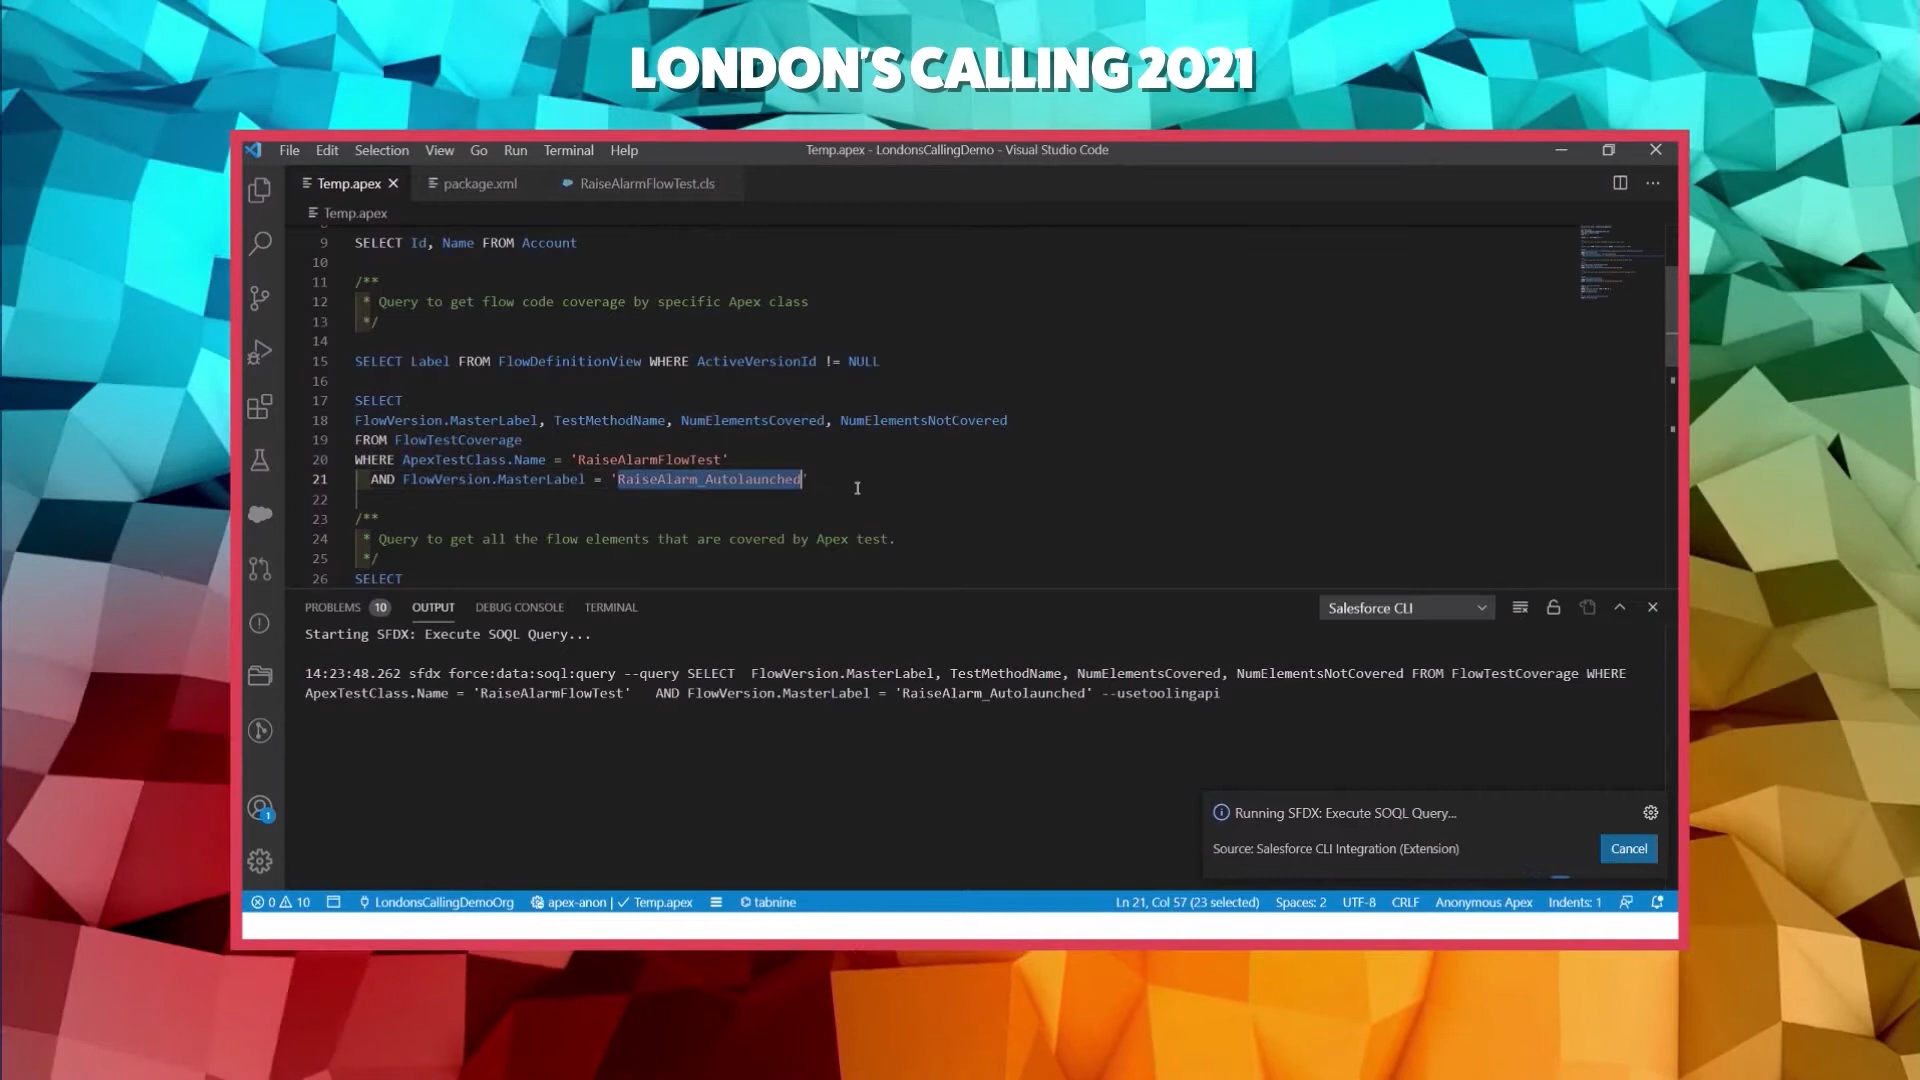 LONDON'S CALLING 2021
File Edit Selection View Go Run Terminal Help Temp.apex - LondonsCallingDemo - Visual Studio Code
Temp.apex package.xml RaiseAlarmFlowTest.cls
Temp.apex
9 SELECT Id, Name FROM Account
10
11 /**
12 * Query to get flow code coverage by specific Apex class
13 */
14
15 SELECT Label FROM FlowDefinitionView WHERE ActiveVersionId != NULL
16
17 SELECT
18 FlowVersion.MasterLabel, TestMethodName, NumElementsCovered, NumElementsNotCovered
19 FROM FlowTestCoverage
20 WHERE ApexTestClass.Name = 'RaiseAlarmFlowTest'
21 AND FlowVersion.MasterLabel = 'RaiseAlarm_Autolaunched'
22
23 /**
24 * Query to get all the flow elements that are covered by Apex test.
25 */
26 SELECT
PROBLEMS 10 OUTPUT DEBUG CONSOLE TERMINAL Salesforce CLI
Starting SFDX: Execute SOQL Query...
14:23:48.262 sfdx force:data:soql:query --query SELECT  FlowVersion.MasterLabel, TestMethodName, NumElementsCovered, NumElementsNotCovered FROM FlowTestCoverage WHERE
ApexTestClass.Name = 'RaiseAlarmFlowTest'   AND FlowVersion.MasterLabel = 'RaiseAlarm_Autolaunched' --usetoolingapi
Running SFDX: Execute SOQL Query...
Source: Salesforce CLI Integration (Extension) Cancel
1
0 10 LondonsCallingDemoOrg apex-anon | ✓ Temp.apex tabnine Ln 21, Col 57 (23 selected) Spaces: 2 UTF-8 CRLF Anonymous Apex Indents: 1